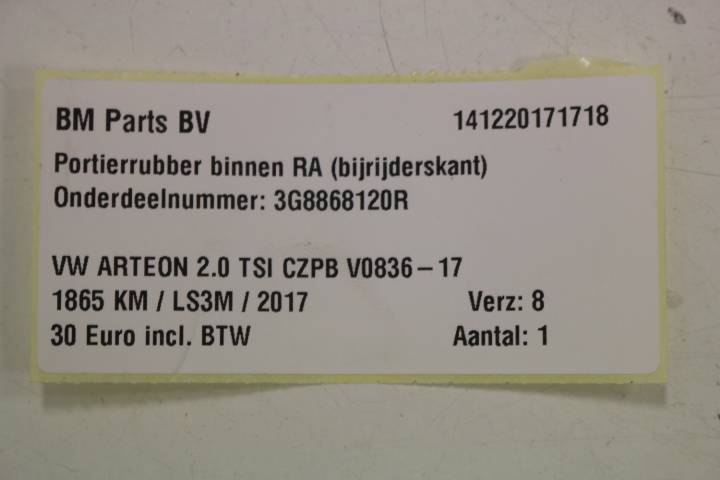 BM Parts BV 141220171718
Portierrubber binnen RA (bijrijderskant)
Onderdeelnummer: 3G8868120R
VW ARTEON 2.0 TSI CZPB V0836-17
1865 KM / LS3M / 2017 Verz: 8
30 Euro incl. BTW Aantal: 1